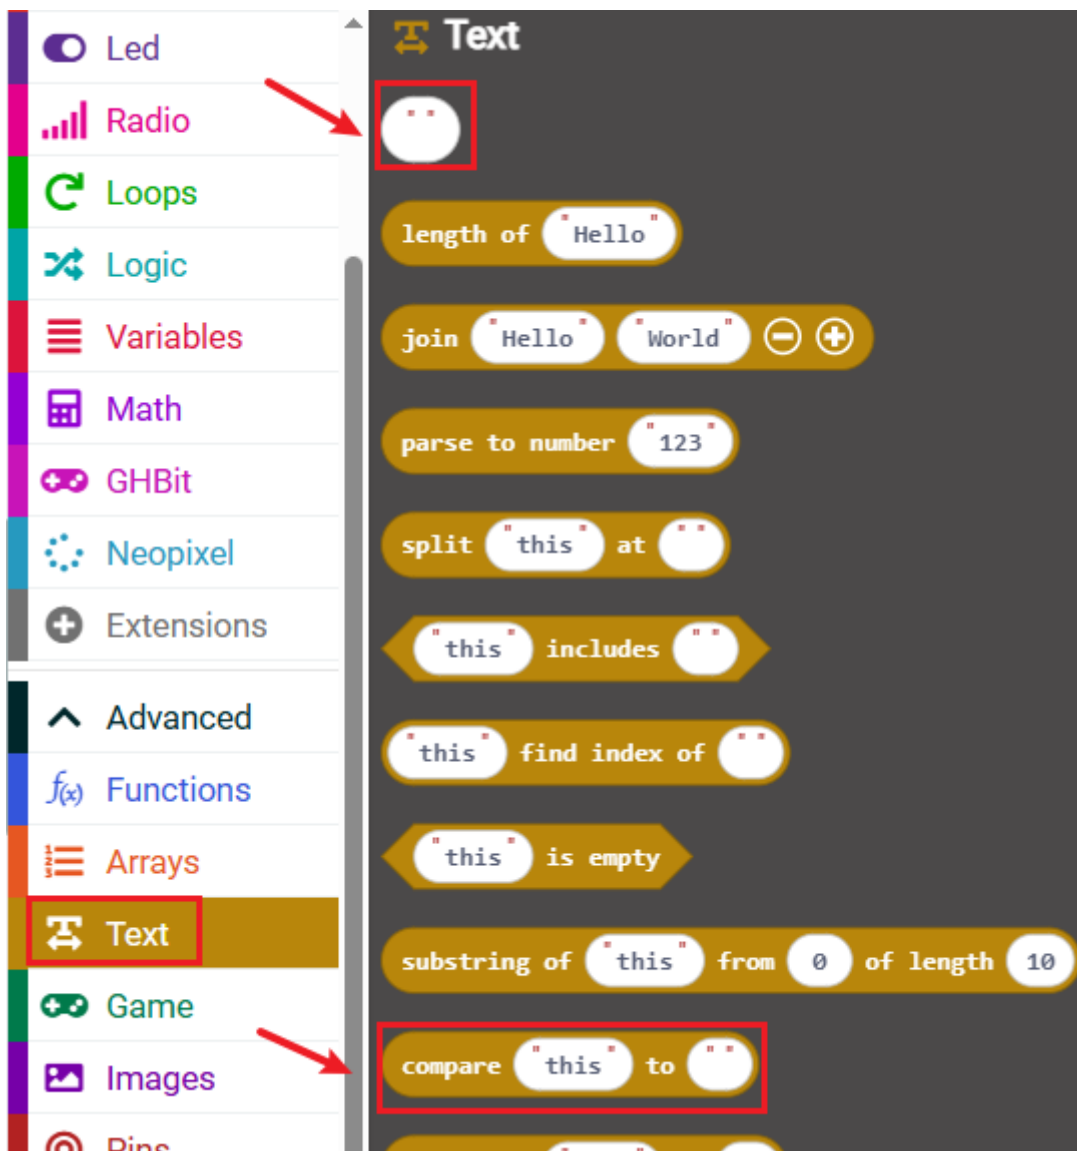 Led
Radio
Loops
Logic
Variables
Math
GHBit
Neopixel
Extensions
Advanced
f(x) Functions
Arrays
Text
Game
Images
Pins
Text
" "
length of "Hello"
join "Hello" "World"
parse to number "123"
split "this" at " "
"this" includes " "
"this" find index of " "
"this" is empty
substring of "this" from 0 of length 10
compare "this" to " "